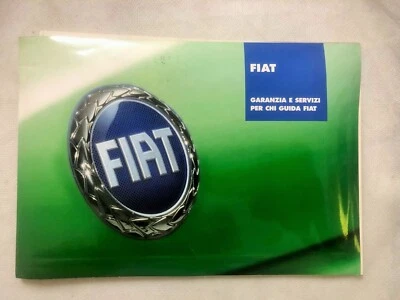 FIAT
GARANZIA E SERVIZI
PER CHI GUIDA FIAT
FIAT